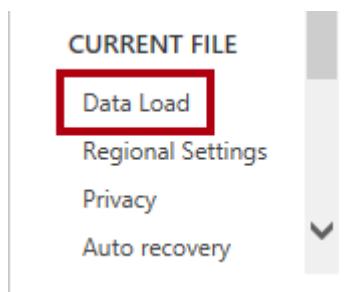 CURRENT FILE
Data Load
Regional Settings
Privacy
Auto recovery